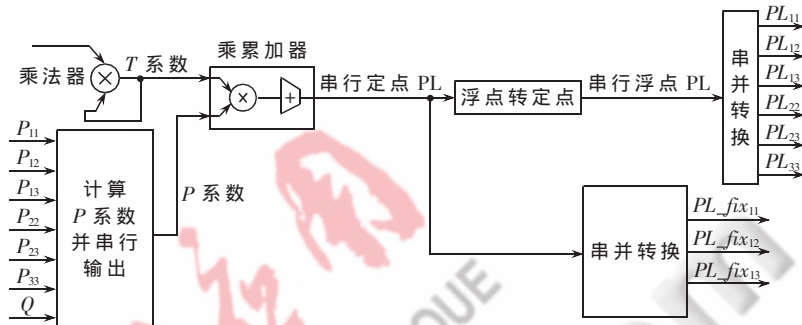 乘法器
T 系数
乘累加器
串行定点 PL
浮点转定点
串行浮点 PL
串并转换
PL₁₁
PL₁₂
PL₁₃
PL₂₂
PL₂₃
PL₃₃
P₁₁
P₁₂
P₁₃
P₂₂
P₂₃
P₃₃
Q
计算
P 系数
并串行
输出
P 系数
串并转换
PL_fix₁₁
PL_fix₁₂
PL_fix₁₃